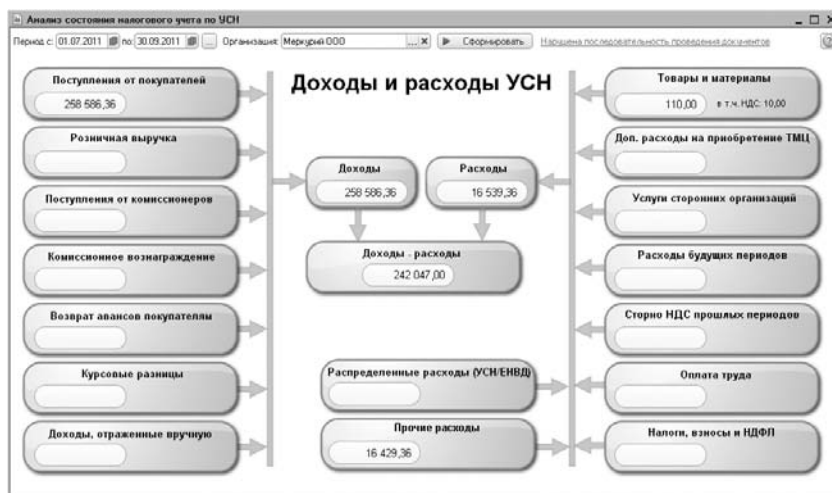 Анализ состояния налогового учета по УСН
Период с: 01.07.2011 по: 30.09.2011 ... Организация: Меркурий ООО ... × Сформировать Нарушена последовательность проведения документов
Доходы и расходы УСН
Поступления от покупателей
258 586,36
Розничная выручка
Поступления от комиссионеров
Комиссионное вознаграждение
Возврат авансов покупателям
Курсовые разницы
Доходы, отраженные вручную
Доходы
258 586,36
Расходы
16 539,36
Доходы - расходы
242 047,00
Распределенные расходы (УСН/ЕНВД)
Прочие расходы
16 429,36
Товары и материалы
110,00 в т.ч. НДС: 10,00
Доп. расходы на приобретение ТМЦ
Услуги сторонних организаций
Расходы будущих периодов
Сторно НДС прошлых периодов
Оплата труда
Налоги, взносы и НДФЛ